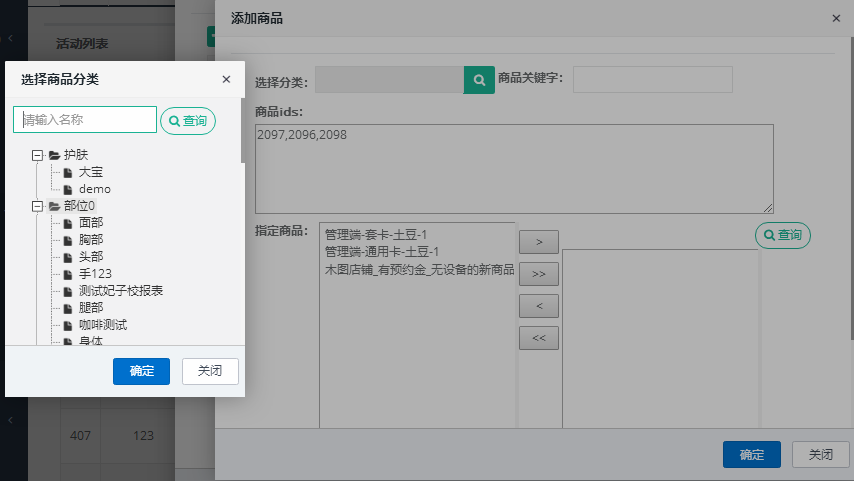 活动列表
407
123
添加商品
×
选择分类:
商品关键字:
商品ids:
2097,2096,2098
指定商品:
管理端-套卡-土豆-1
管理端-通用卡-土豆-1
木图店铺_有预约金_无设备的新商品
>
>>
<
<<
查询
确定
关闭
选择商品分类
×
请输入名称
查询
护肤
大宝
demo
部位0
面部
胸部
头部
手123
测试妃子校报表
腿部
咖啡测试
身体
确定
关闭